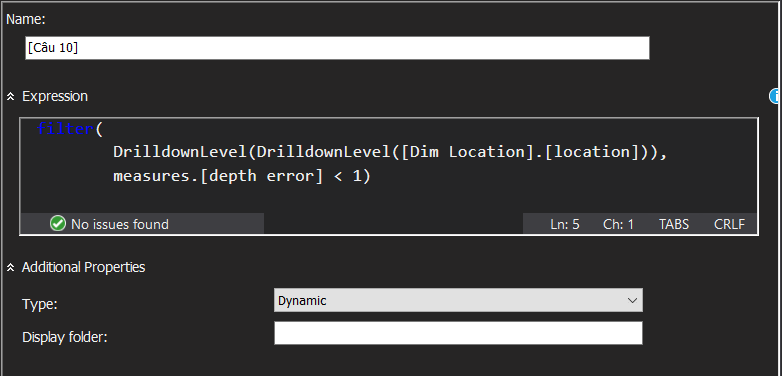 Name:
[Câu 10]
Expression
filter(
DrilldownLevel(DrilldownLevel([Dim Location].[location])),
measures.[depth error] < 1)
No issues found Ln: 5 Ch: 1 TABS CRLF
Additional Properties
Type: Dynamic
Display folder: